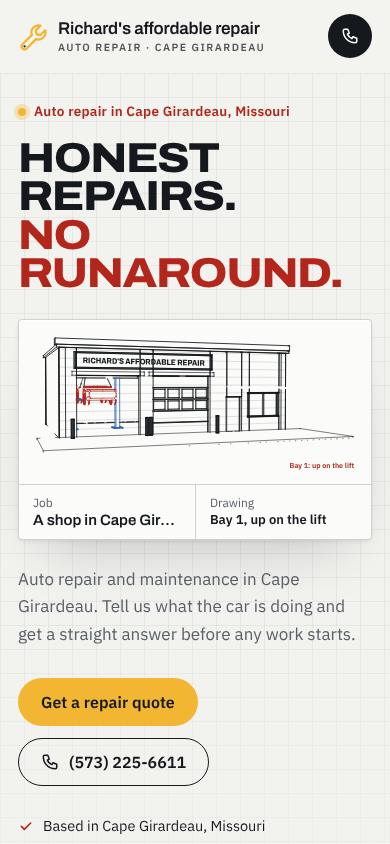 Richard's affordable repair
AUTO REPAIR · CAPE GIRARDEAU
Auto repair in Cape Girardeau, Missouri
HONEST
REPAIRS.
NO
RUNAROUND.
RICHARD'S AFFORDABLE REPAIR
Bay 1: up on the lift
Job
A shop in Cape Gir...
Drawing
Bay 1, up on the lift
Auto repair and maintenance in Cape
Girardeau. Tell us what the car is doing and
get a straight answer before any work starts.
Get a repair quote
(573) 225-6611
Based in Cape Girardeau, Missouri